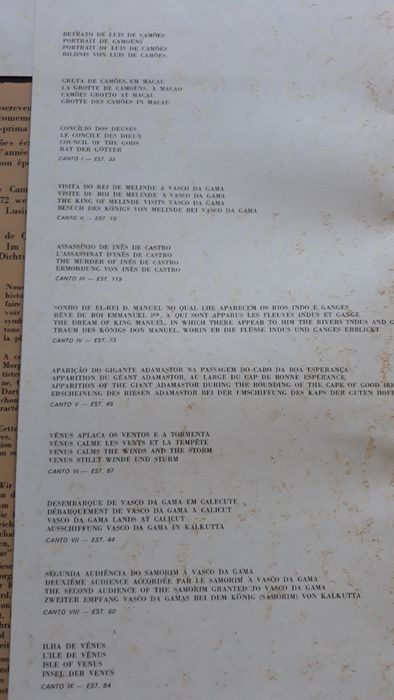 RETRATO DE LUIS DE CAMÕES
PORTRAIT DE CAMOËNS
PORTRAIT OF LUIS DE CAMÕES
BILDNIS VON LUIS DE CAMÕES
GRUTA DE CAMÕES, EM MACAU
LA GROTTE DE CAMOËNS, À MACAO
CAMÕES GROTTO AT MACAU
GROTTE DES CAMÕES IN MACAU
CONCÍLIO DOS DEUSES
LE CONCILE DES DIEUX
COUNCIL OF THE GODS
RAT DER GÖTTER
CANTO I — EST. 33
VISITA DO REI DE MELINDE A VASCO DA GAMA
VISITE DU ROI DE MELINDE À VASCO DA GAMA
THE KING OF MELINDE VISITS VASCO DA GAMA
BESUCH DES KÖNIGS VON MELINDE BEI VASCO DA GAMA
CANTO II — EST. 10
ASSASSÍNIO DE INÊS DE CASTRO
L'ASSASSINAT D'INÈS DE CASTRO
THE MURDER OF INÊS DE CASTRO
ERMORDUNG VON INÊS DE CASTRO
CANTO III — EST. 119
SONHO DE EL-REI D. MANUEL NO QUAL LHE APARECEM OS RIOS INDO E GANGES
RÊVE DU ROI EMMANUEL 1er, À QUI SONT APPARUS LES FLEUVES INDUS ET GANGE
THE DREAM OF KING MANUEL, IN WHICH THERE APPEAR TO HIM THE RIVERS INDUS AND G
TRAUM DES KÖNIGS DON MANUEL, WORIN ER DIE FLÜSSE INDUS UND GANGES ERBLICKT
CANTO IV — EST. 73
APARIÇÃO DO GIGANTE ADAMASTOR NA PASSAGEM DO CABO DA BOA ESPERANÇA
APPARITION DU GÉANT ADAMASTOR, AU LARGE DU CAP DE BONNE ESPÉRANCE
APPARITION OF THE GIANT ADAMASTOR DURING THE ROUNDING OF THE CAPE OF GOOD HO
ERSCHEINUNG DES RIESEN ADAMASTOR BEI DER UMSCHIFFUNG DES KAPS DER GUTEN HOFF
CANTO V — EST. 49
VÉNUS APLACA OS VENTOS E A TORMENTA
VÉNUS CALME LES VENTS ET LA TEMPÊTE
VENUS CALMS THE WINDS AND THE STORM
VENUS STILLT WINDE UND STURM
CANTO VI — EST. 87
DESEMBARQUE DE VASCO DA GAMA EM CALECUTE
DÉBARQUEMENT DE VASCO DA GAMA À CALICUT
VASCO DA GAMA LANDS AT CALICUT
AUSSCHIFFUNG VASCO DA GAMA IN KALKUTTA
CANTO VII — EST. 44
SEGUNDA AUDIÊNCIA DO SAMORIM A VASCO DA GAMA
DEUXIÈME AUDIENCE ACCORDÉE PAR LE SAMORIM À VASCO DA GAMA
THE SECOND AUDIENCE OF THE SAMORIM GRANTED TO VASCO DA GAMA
ZWEITER EMPFANG VASCO DA GAMAS BEI DEM KÖNIG (SAMORIM) VON KALKUTTA
CANTO VIII — EST. 60
ILHA DE VÉNUS
L'ILE DE VÉNUS
ISLE OF VENUS
INSEL DER VENUS
CANTO IX — EST. 84